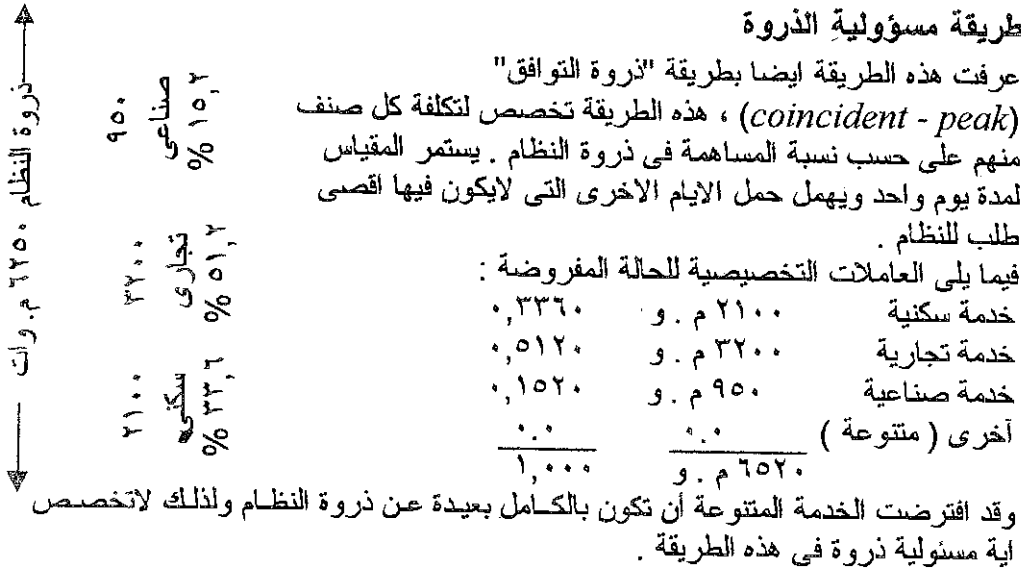 طريقة مسؤولية الذروة
عرفت هذه الطريقة ايضا بطريقة "ذروة التوافق"
(coincident - peak) ، هذه الطريقة تخصص لتكلفة كل صنف
منهم على حسب نسبة المساهمة فى ذروة النظام . يستمر المقياس
لمدة يوم واحد ويهمل حمل الايام الاخرى التى لايكون فيها اقصى
طلب للنظام .
فيما يلى العاملات التخصيصية للحالة المفروضة :
خدمة سكنية ٢١٠٠ م . و ٠,٣٣٦٠
خدمة تجارية ٣٢٠٠ م . و ٠,٥١٢٠
خدمة صناعية ٩٥٠ م . و ٠,١٥٢٠
آخرى ( متنوعة ) ٠.٠ ٠.٠
٦٥٢٠ م . و ١,٠٠٠
وقد افترضت الخدمة المتنوعة أن تكون بالكامل بعيدة عن ذروة النظام ولذلك لاتخصص
اية مسئولية ذروة فى هذه الطريقة .
ذروة النظام ٦٢٥٠ م. وات
٩٥٠
صناعى
١٥,٢ %
٣٢٠٠
تجارى
٥١,٢ %
٢١٠٠
سكنى
٣٣,٦ %